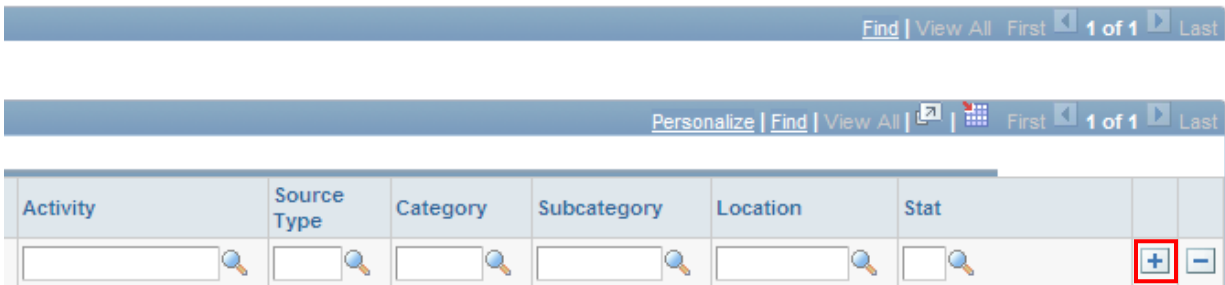 Find | View All First 1 of 1 Last
Personalize | Find | View All | | First 1 of 1 Last
Activity Source Type Category Subcategory Location Stat